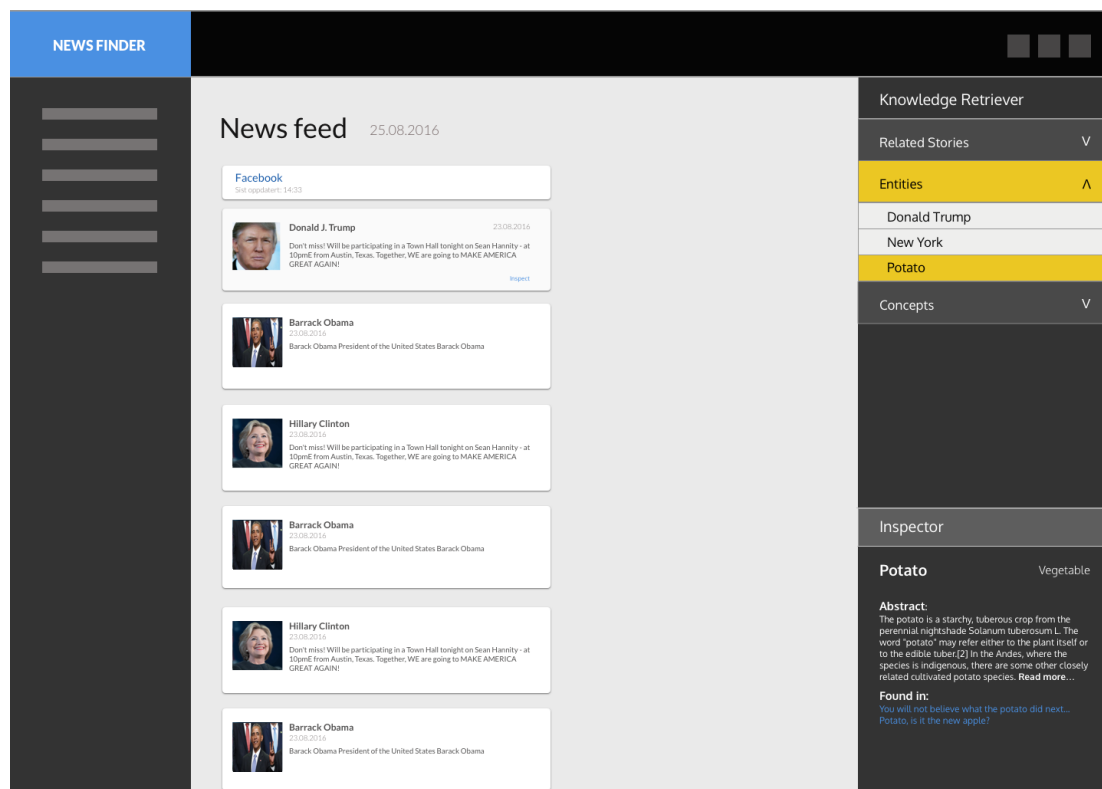 NEWS FINDER
News feed 25.08.2016
Facebook
Sist oppdatert: 14:33
Donald J. Trump 23.08.2016
Don't miss! Will be participating in a Town Hall tonight on Sean Hannity - at
10pmE from Austin, Texas. Together, WE are going to MAKE AMERICA
GREAT AGAIN!
Inspect
Barrack Obama
23.08.2016
Barack Obama President of the United States Barack Obama
Hillary Clinton
23.08.2016
Don't miss! Will be participating in a Town Hall tonight on Sean Hannity - at
10pmE from Austin, Texas. Together, WE are going to MAKE AMERICA
GREAT AGAIN!
Barrack Obama
23.08.2016
Barack Obama President of the United States Barack Obama
Hillary Clinton
23.08.2016
Don't miss! Will be participating in a Town Hall tonight on Sean Hannity - at
10pmE from Austin, Texas. Together, WE are going to MAKE AMERICA
GREAT AGAIN!
Barrack Obama
23.08.2016
Barack Obama President of the United States Barack Obama
Knowledge Retriever
Related Stories V
Entities Λ
Donald Trump
New York
Potato
Concepts V
Inspector
Potato Vegetable
Abstract:
The potato is a starchy, tuberous crop from the
perennial nightshade Solanum tuberosum L. The
word "potato" may refer either to the plant itself or
to the edible tuber.[2] In the Andes, where the
species is indigenous, there are some other closely
related cultivated potato species. Read more...
Found in:
You will not believe what the potato did next...
Potato, is it the new apple?